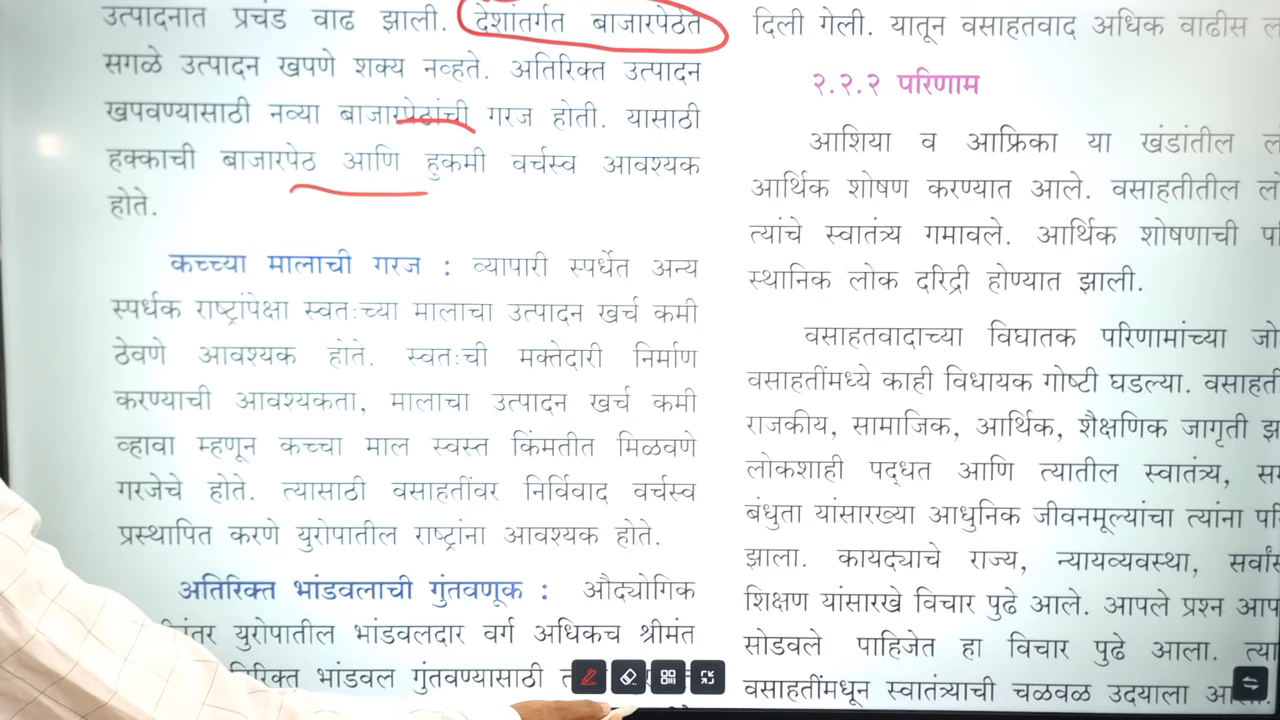 उत्पादनात प्रचंड वाढ झाली. देशांतर्गत बाजारपेठेत
सगळे उत्पादन खपणे शक्य नव्हते. अतिरिक्त उत्पादन
खपवण्यासाठी नव्या बाजारपेठांची गरज होती. यासाठी
हक्काची बाजारपेठ आणि हुकमी वर्चस्व आवश्यक
होते.
कच्च्या मालाची गरज : व्यापारी स्पर्धेत अन्य
स्पर्धक राष्ट्रांपेक्षा स्वतःच्या मालाचा उत्पादन खर्च कमी
ठेवणे आवश्यक होते. स्वतःची मक्तेदारी निर्माण
करण्याची आवश्यकता, मालाचा उत्पादन खर्च कमी
व्हावा म्हणून कच्चा माल स्वस्त किंमतीत मिळवणे
गरजेचे होते. त्यासाठी वसाहतींवर निर्विवाद वर्चस्व
प्रस्थापित करणे युरोपातील राष्ट्रांना आवश्यक होते.
अतिरिक्त भांडवलाची गुंतवणूक : औद्योगिक
युरोपातील भांडवलदार वर्ग अधिकच श्रीमंत
भांडवल गुंतवण्यासाठी
दिली गेली. यातून वसाहतवाद अधिक वाढीस
२.२.२ परिणाम
आशिया व आफ्रिका या खंडांतील
आर्थिक शोषण करण्यात आले. वसाहतीतील
त्यांचे स्वातंत्र्य गमावले. आर्थिक शोषणाची
स्थानिक लोक दरिद्री होण्यात झाली.
वसाहतवादाच्या विघातक परिणामांच्या
वसाहतींमध्ये काही विधायक गोष्टी घडल्या.
राजकीय, सामाजिक, आर्थिक, शैक्षणिक जागृती
लोकशाही पद्धत आणि त्यातील स्वातंत्र्य,
बंधुता यांसारख्या आधुनिक जीवनमूल्यांचा त्यांना
झाला. कायद्याचे राज्य, न्यायव्यवस्था,
शिक्षण यांसारखे विचार पुढे आले. आपले प्रश्न
सोडवले पाहिजेत हा विचार पुढे आला.
वसाहतींमधून स्वातंत्र्याची चळवळ उदयाला